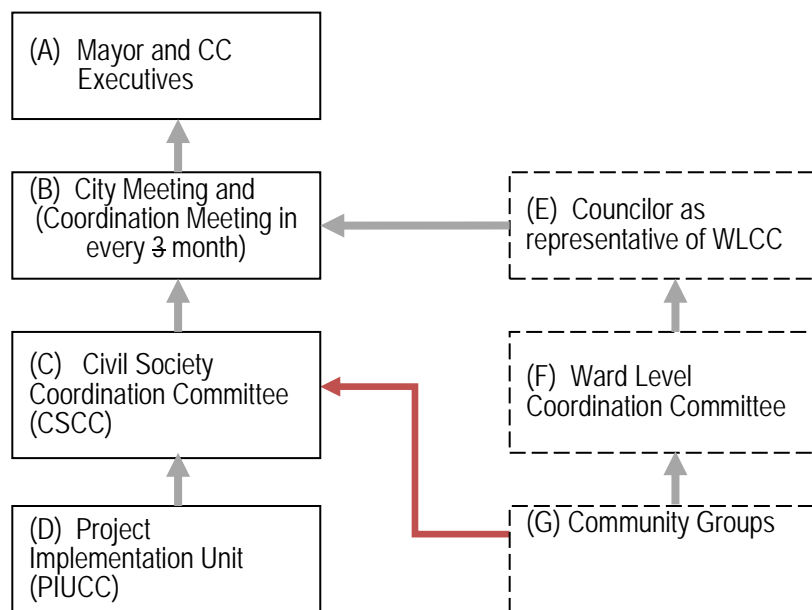 (A) Mayor and CC
Executives
(B) City Meeting and
(Coordination Meeting in
every 3 month)
(E) Councilor as
representative of WLCC
(C) Civil Society
Coordination Committee
(CSCC)
(F) Ward Level
Coordination Committee
(D) Project
Implementation Unit
(PIUCC)
(G) Community Groups